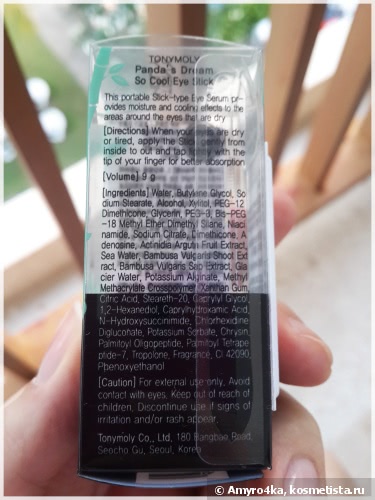 TONYMOLY
Panda's Dream
So Cool Eye Stick
This portable Stick-type Eye Serum pr-
ovides moisture and cooling effects to the
areas around the eyes that are dry
[Directions] When your eyes are dry
or tired, apply the Stick gently from
inside to out and tap lightly with the
tip of your finger for better absorption
[Volume] 9 g
[Ingredients] Water, Butylene Glycol, So
dium Stearate, Alcohol, Xylitol, PEG-12
Dimethicone, Glycerin, PEG-3, Bis-PEG
-18 Methyl Ether Dimethyl Silane, Niaci
namide, Sodium Citrate, Dimethicone, A
denosine, Actinidia Arguta Fruit Extract,
Sea Water, Bambusa Vulgaris Shoot Ext
ract, Bambusa Vulgaris Sap Extract, Gla
cier Water, Potassium Alginate, Methyl
Methacrylate Crosspolymer, Xanthan Gum,
Citric Acid, Steareth-20, Caprylyl Glycol,
1,2-Hexanediol, Caprylhydroxamic Acid,
N-Hydroxysuccinimide, Chlorhexidine
Digluconate, Potassium Sorbate, Chrysin,
Palmitoyl Oligopeptide, Palmitoyl Tetrape
ptide-7, Tropolone, Fragrance, CI 42090,
Phenoxyethanol
[Caution] For external use only, Avoid
contact with eyes. Keep out of reach of
children. Discontinue use if signs of
irritation and/or rash appear.
Tonymoly Co., Ltd, 180 Bangbae Road,
Seocho Gu, Seoul, Korea
© Amyro4ka, kosmetista.ru